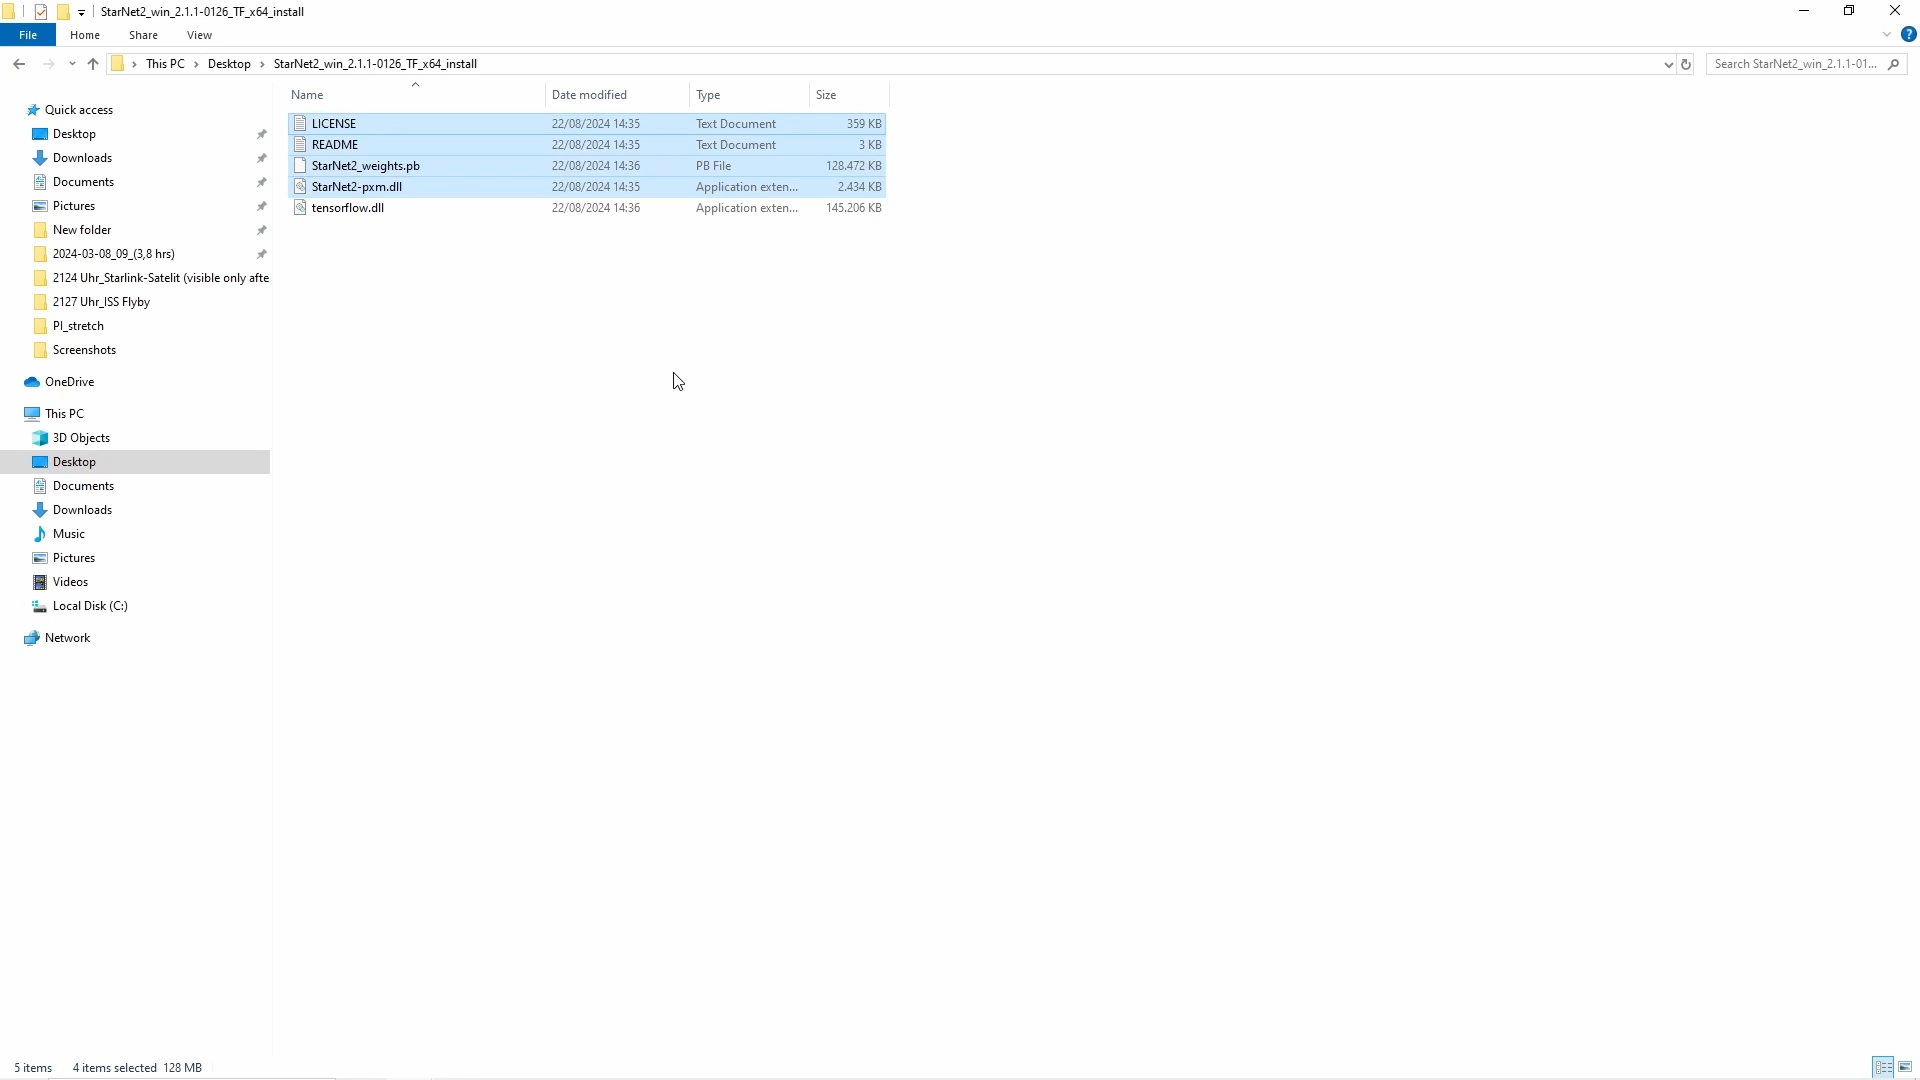 StarNet2_win_2.1.1-0126_TF_x64_install
File Home Share View
This PC Desktop StarNet2_win_2.1.1-0126_TF_x64_install
Search StarNet2_win_2.1.1-01...
Name Date modified Type Size
LICENSE 22/08/2024 14:35 Text Document 359 KB
README 22/08/2024 14:35 Text Document 3 KB
StarNet2_weights.pb 22/08/2024 14:36 PB File 128.472 KB
StarNet2-pxm.dll 22/08/2024 14:35 Application exten... 2.434 KB
tensorflow.dll 22/08/2024 14:36 Application exten... 145.206 KB
Quick access
Desktop
Downloads
Documents
Pictures
New folder
2024-03-08_09_(3,8 hrs)
2124 Uhr_Starlink-Satelit (visible only afte
2127 Uhr_ISS Flyby
PI_stretch
Screenshots
OneDrive
This PC
3D Objects
Desktop
Documents
Downloads
Music
Pictures
Videos
Local Disk (C:)
Network
5 items 4 items selected 128 MB